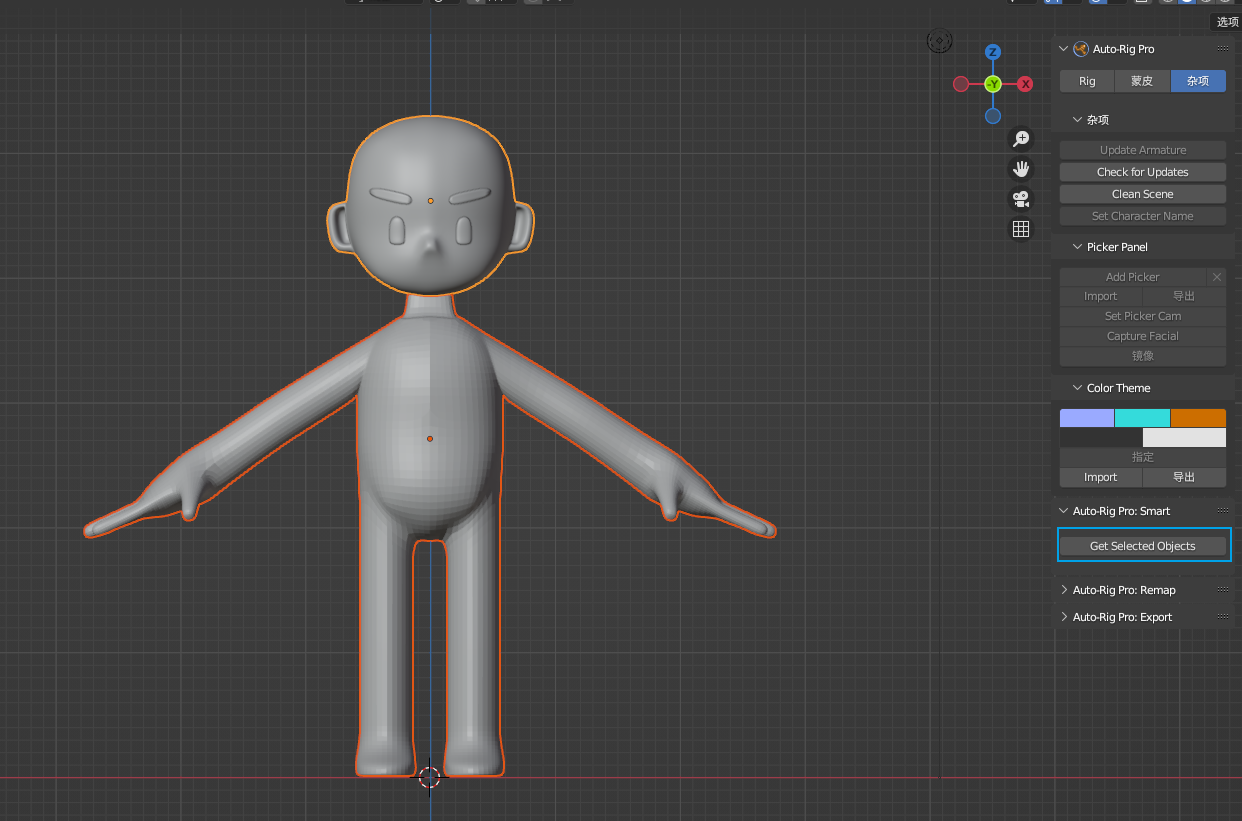 选项
Auto-Rig Pro
Rig 蒙皮 杂项
杂项
Update Armature
Check for Updates
Clean Scene
Set Character Name
Picker Panel
Add Picker
Import 导出
Set Picker Cam
Capture Facial
镜像
Color Theme
指定
Import 导出
Auto-Rig Pro: Smart
Get Selected Objects
Auto-Rig Pro: Remap
Auto-Rig Pro: Export
Z
-Y X